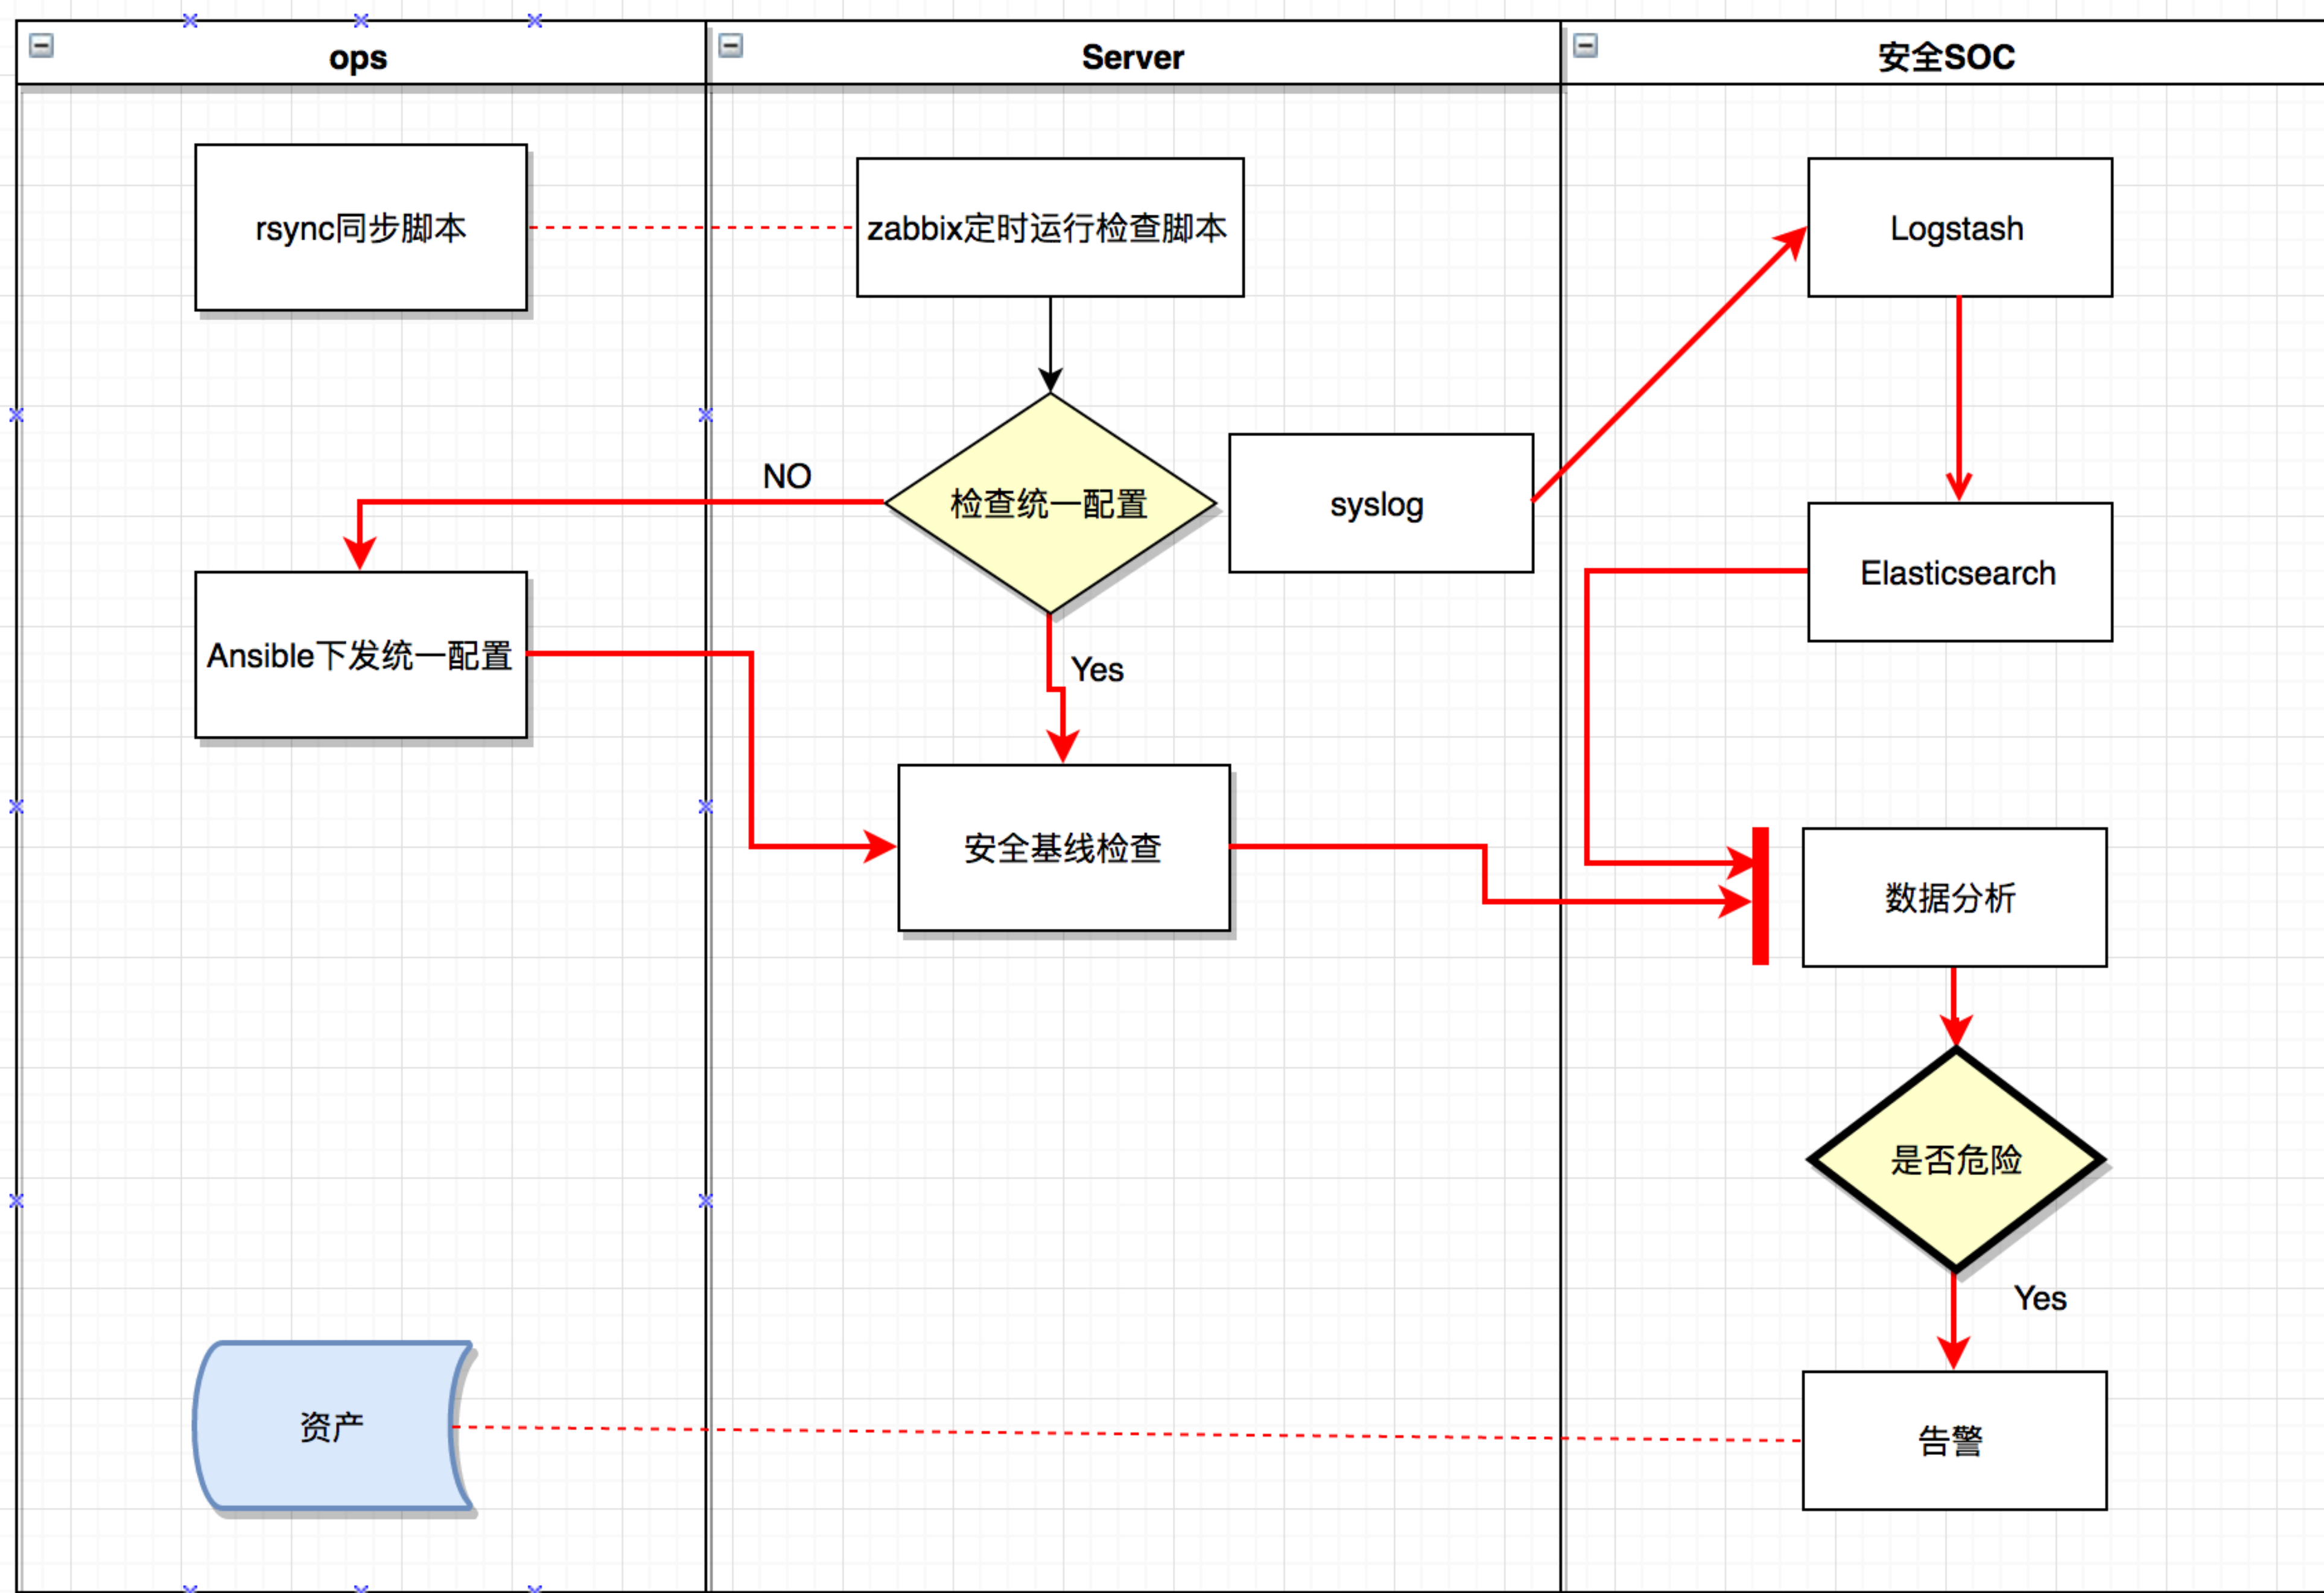 ops
Server
安全SOC
rsync同步脚本
zabbix定时运行检查脚本
Logstash
NO
检查统一配置
syslog
Elasticsearch
Ansible下发统一配置
Yes
安全基线检查
数据分析
是否危险
Yes
资产
告警